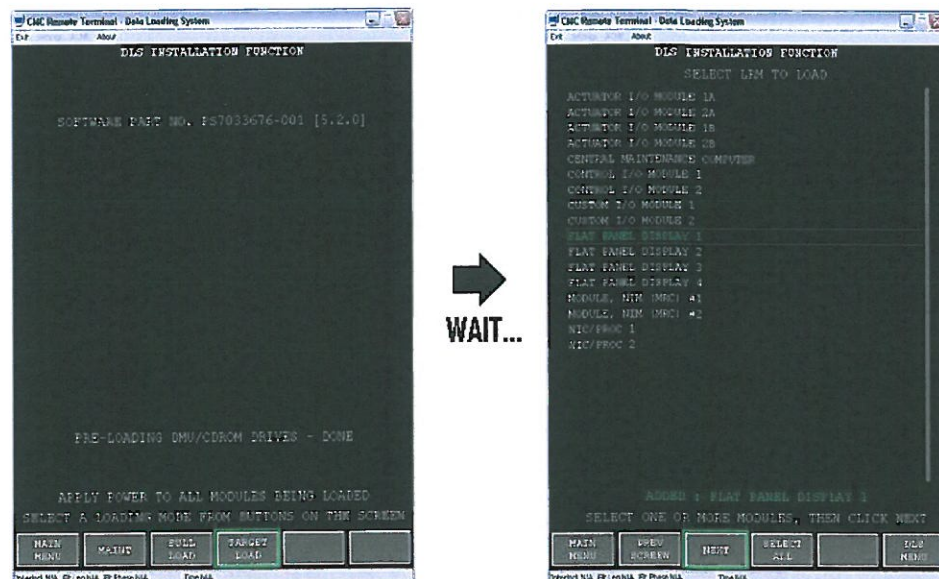 CMC Remote Terminal - Data Loading System
Exit
About
DLS INSTALLATION FUNCTION
SOFTWARE PART NO. PS7033676-001 [5.2.0]
PRE-LOADING DMU/CDROM DRIVES - DONE
APPLY POWER TO ALL MODULES BEING LOADED
SELECT A LOADING MODE FROM BUTTONS ON THE SCREEN
MAIN MENU
MAINT
FULL LOAD
TARGET LOAD
WAIT...
CMC Remote Terminal - Data Loading System
Exit
About
DLS INSTALLATION FUNCTION
SELECT LRM TO LOAD
ACTUATOR I/O MODULE 1A
ACTUATOR I/O MODULE 2A
ACTUATOR I/O MODULE 1B
ACTUATOR I/O MODULE 2B
CENTRAL MAINTENANCE COMPUTER
CONTROL I/O MODULE 1
CONTROL I/O MODULE 2
CUSTOM I/O MODULE 1
CUSTOM I/O MODULE 2
FLAT PANEL DISPLAY 1
FLAT PANEL DISPLAY 2
FLAT PANEL DISPLAY 3
FLAT PANEL DISPLAY 4
MODULE, NIM (MRC) #1
MODULE, NIM (MRC) #2
NIC/PROC 1
NIC/PROC 2
ADDED : FLAT PANEL DISPLAY 1
SELECT ONE OR MORE MODULES, THEN CLICK NEXT
MAIN MENU
PREV SCREEN
NEXT
SELECT ALL
DLS MENU